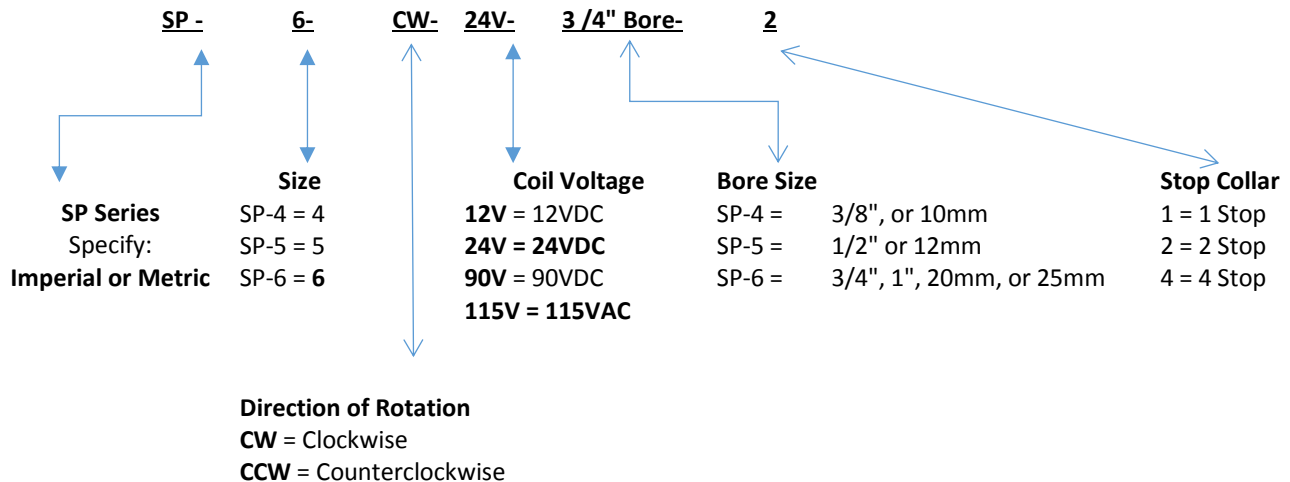 SP - 6- CW- 24V- 3 /4" Bore- 2
Size Coil Voltage Bore Size Stop Collar
SP Series SP-4 = 4 12V = 12VDC SP-4 = 3/8", or 10mm 1 = 1 Stop
Specify: SP-5 = 5 24V = 24VDC SP-5 = 1/2" or 12mm 2 = 2 Stop
Imperial or Metric SP-6 = 6 90V = 90VDC SP-6 = 3/4", 1", 20mm, or 25mm 4 = 4 Stop
115V = 115VAC
Direction of Rotation
CW = Clockwise
CCW = Counterclockwise